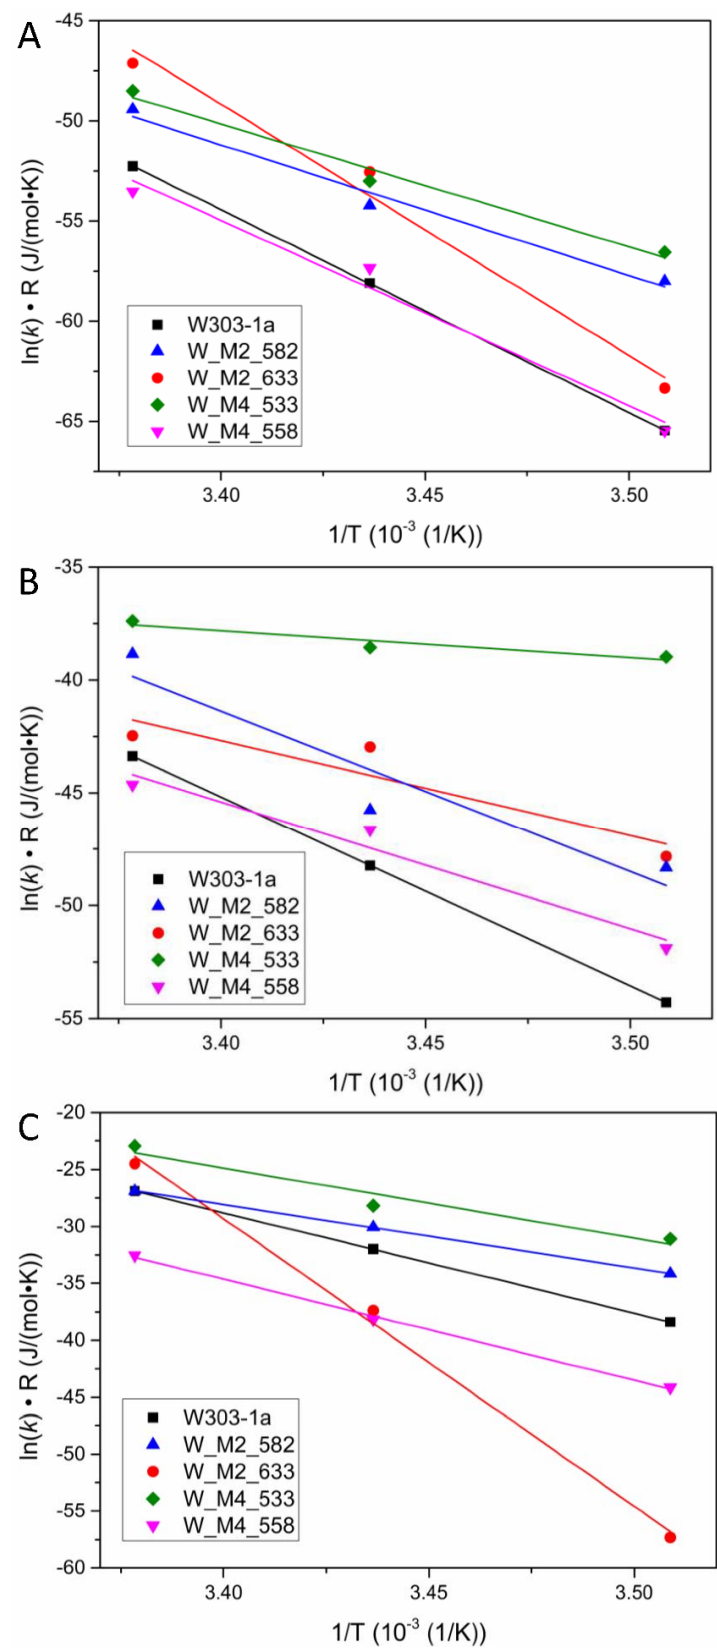 A
-45
-50
-55
-60
-65
ln(k) • R (J/(mol•K))
W303-1a
W_M2_582
W_M2_633
W_M4_533
W_M4_558
3.40 3.45 3.50
1/T (10-3 (1/K))
B
-35
-40
-45
-50
-55
ln(k) • R (J/(mol•K))
W303-1a
W_M2_582
W_M2_633
W_M4_533
W_M4_558
3.40 3.45 3.50
1/T (10-3 (1/K))
C
-20
-25
-30
-35
-40
-45
-50
-55
-60
ln(k) • R (J/(mol•K))
W303-1a
W_M2_582
W_M2_633
W_M4_533
W_M4_558
3.40 3.45 3.50
1/T (10-3 (1/K))